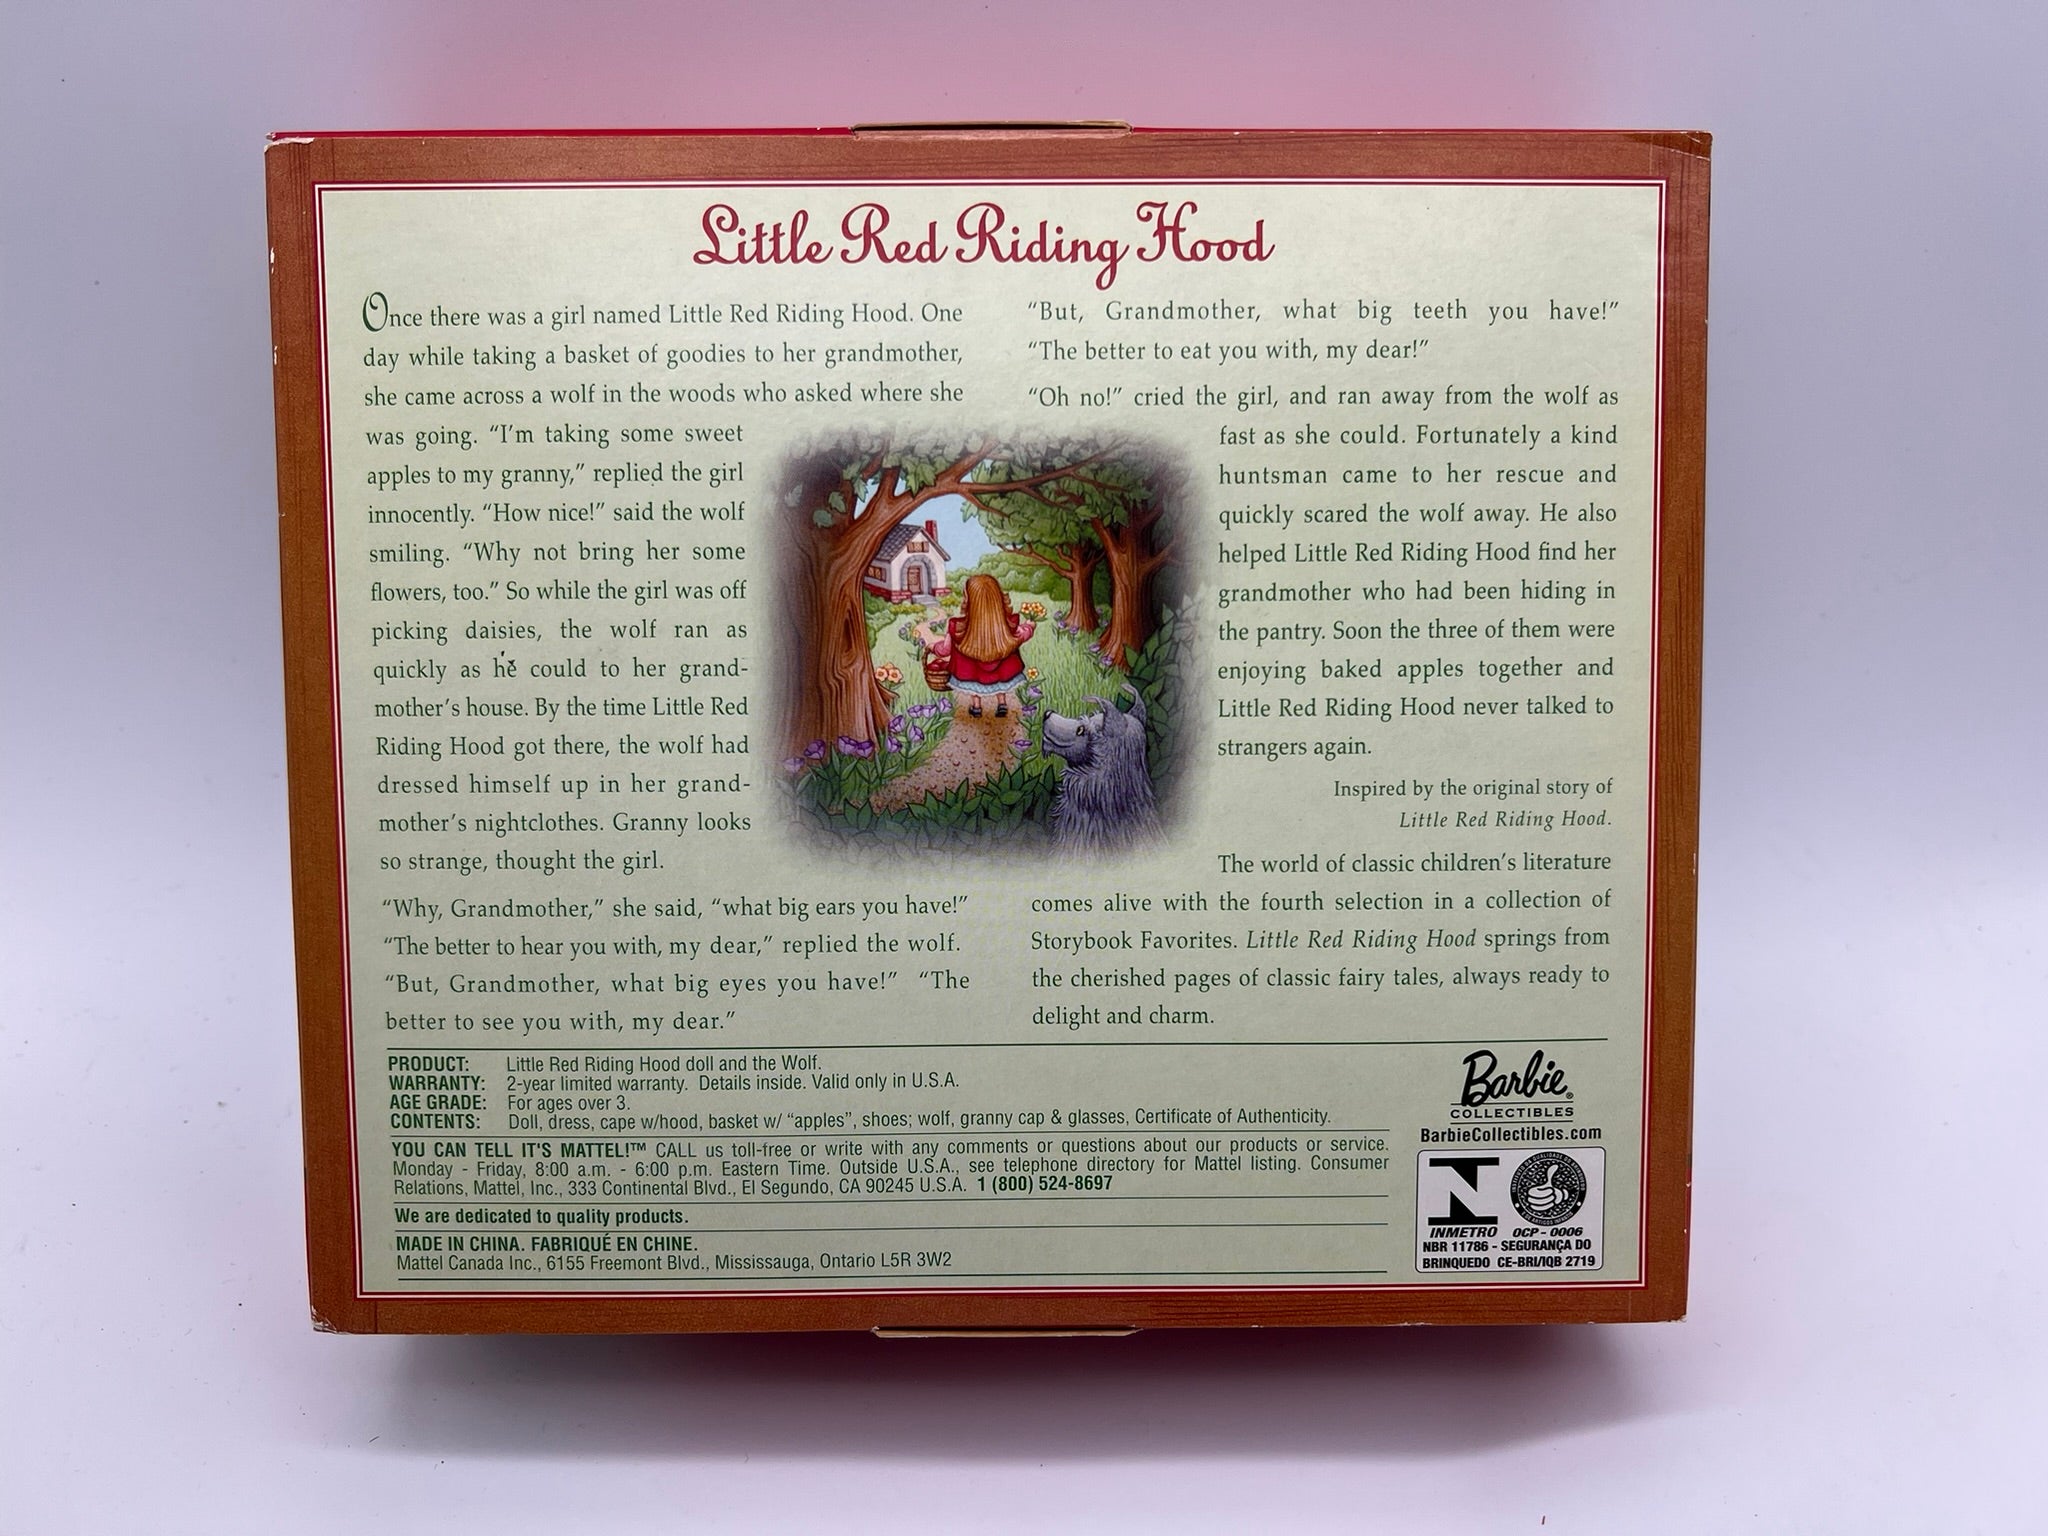 Little Red Riding Hood
Once there was a girl named Little Red Riding Hood. One
day while taking a basket of goodies to her grandmother,
she came across a wolf in the woods who asked where she
was going. “I’m taking some sweet
apples to my granny,” replied the girl
innocently. “How nice!” said the wolf
smiling. “Why not bring her some
flowers, too.” So while the girl was off
picking daisies, the wolf ran as
quickly as he could to her grand-
mother’s house. By the time Little Red
Riding Hood got there, the wolf had
dressed himself up in her grand-
mother’s nightclothes. Granny looks
so strange, thought the girl.
“Why, Grandmother,” she said, “what big ears you have!”
“The better to hear you with, my dear,” replied the wolf.
“But, Grandmother, what big eyes you have!” “The
better to see you with, my dear.”
“But, Grandmother, what big teeth you have!”
“The better to eat you with, my dear!”
“Oh no!” cried the girl, and ran away from the wolf as
fast as she could. Fortunately a kind
huntsman came to her rescue and
quickly scared the wolf away. He also
helped Little Red Riding Hood find her
grandmother who had been hiding in
the pantry. Soon the three of them were
enjoying baked apples together and
Little Red Riding Hood never talked to
strangers again.
Inspired by the original story of
Little Red Riding Hood.
The world of classic children’s literature
comes alive with the fourth selection in a collection of
Storybook Favorites. Little Red Riding Hood springs from
the cherished pages of classic fairy tales, always ready to
delight and charm.
PRODUCT: Little Red Riding Hood doll and the Wolf.
WARRANTY: 2-year limited warranty. Details inside. Valid only in U.S.A.
AGE GRADE: For ages over 3.
CONTENTS: Doll, dress, cape w/hood, basket w/ “apples”, shoes; wolf, granny cap & glasses, Certificate of Authenticity.
YOU CAN TELL IT'S MATTEL!™ CALL us toll-free or write with any comments or questions about our products or service.
Monday - Friday, 8:00 a.m. - 6:00 p.m. Eastern Time. Outside U.S.A., see telephone directory for Mattel listing. Consumer
Relations, Mattel, Inc., 333 Continental Blvd., El Segundo, CA 90245 U.S.A. 1 (800) 524-8697
We are dedicated to quality products.
MADE IN CHINA. FABRIQUÉ EN CHINE.
Mattel Canada Inc., 6155 Freemont Blvd., Mississauga, Ontario L5R 3W2
Barbie®
COLLECTIBLES
BarbieCollectibles.com
INMETRO OCP - 0006
NBR 11786 - SEGURANÇA DO
BRINQUEDO CE-BRI/IQB 2719